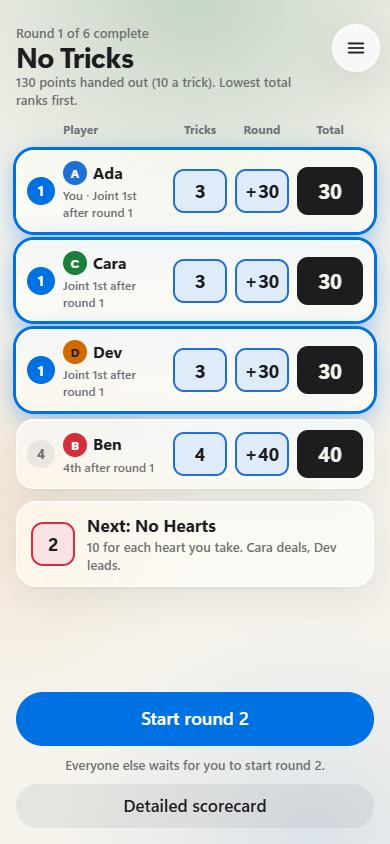 Round 1 of 6 complete
No Tricks
130 points handed out (10 a trick). Lowest total
ranks first.
Player Tricks Round Total
1 A Ada 3 +30 30
You · Joint 1st
after round 1
1 C Cara 3 +30 30
Joint 1st after
round 1
1 D Dev 3 +30 30
Joint 1st after
round 1
4 B Ben 4 +40 40
4th after round 1
2 Next: No Hearts
10 for each heart you take. Cara deals, Dev
leads.
Start round 2
Everyone else waits for you to start round 2.
Detailed scorecard